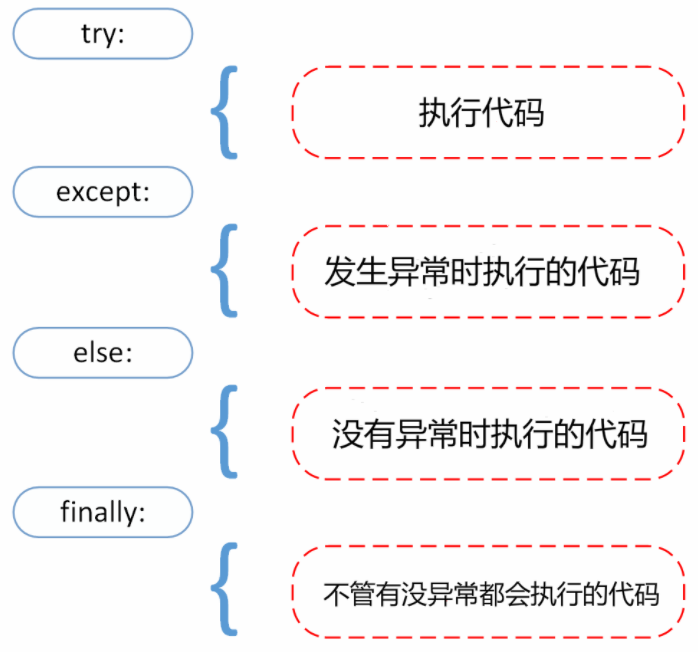 try:
执行代码
except:
发生异常时执行的代码
else:
没有异常时执行的代码
finally:
不管有没异常都会执行的代码